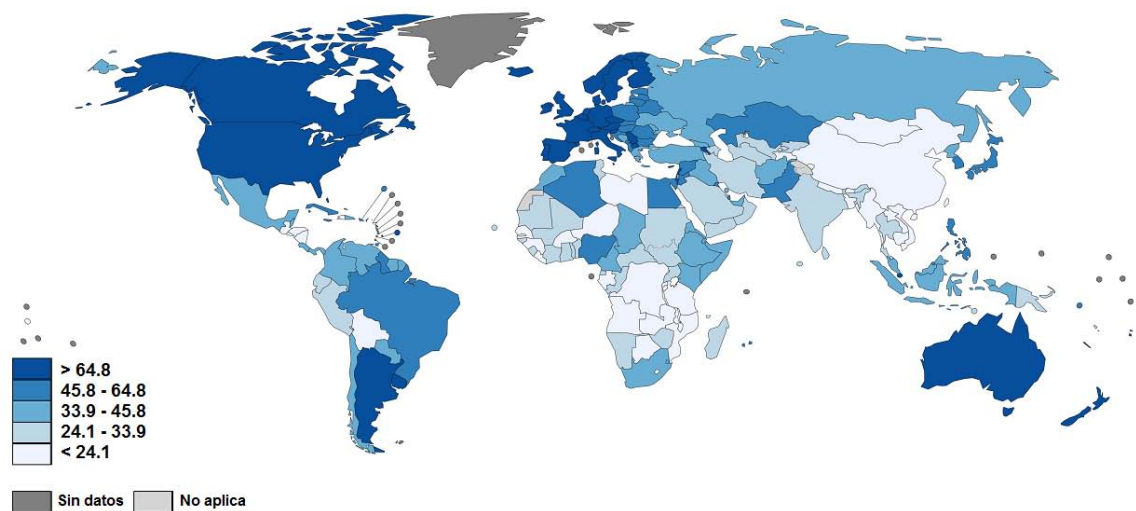 > 64.8
45.8 - 64.8
33.9 - 45.8
24.1 - 33.9
< 24.1
Sin datos No aplica